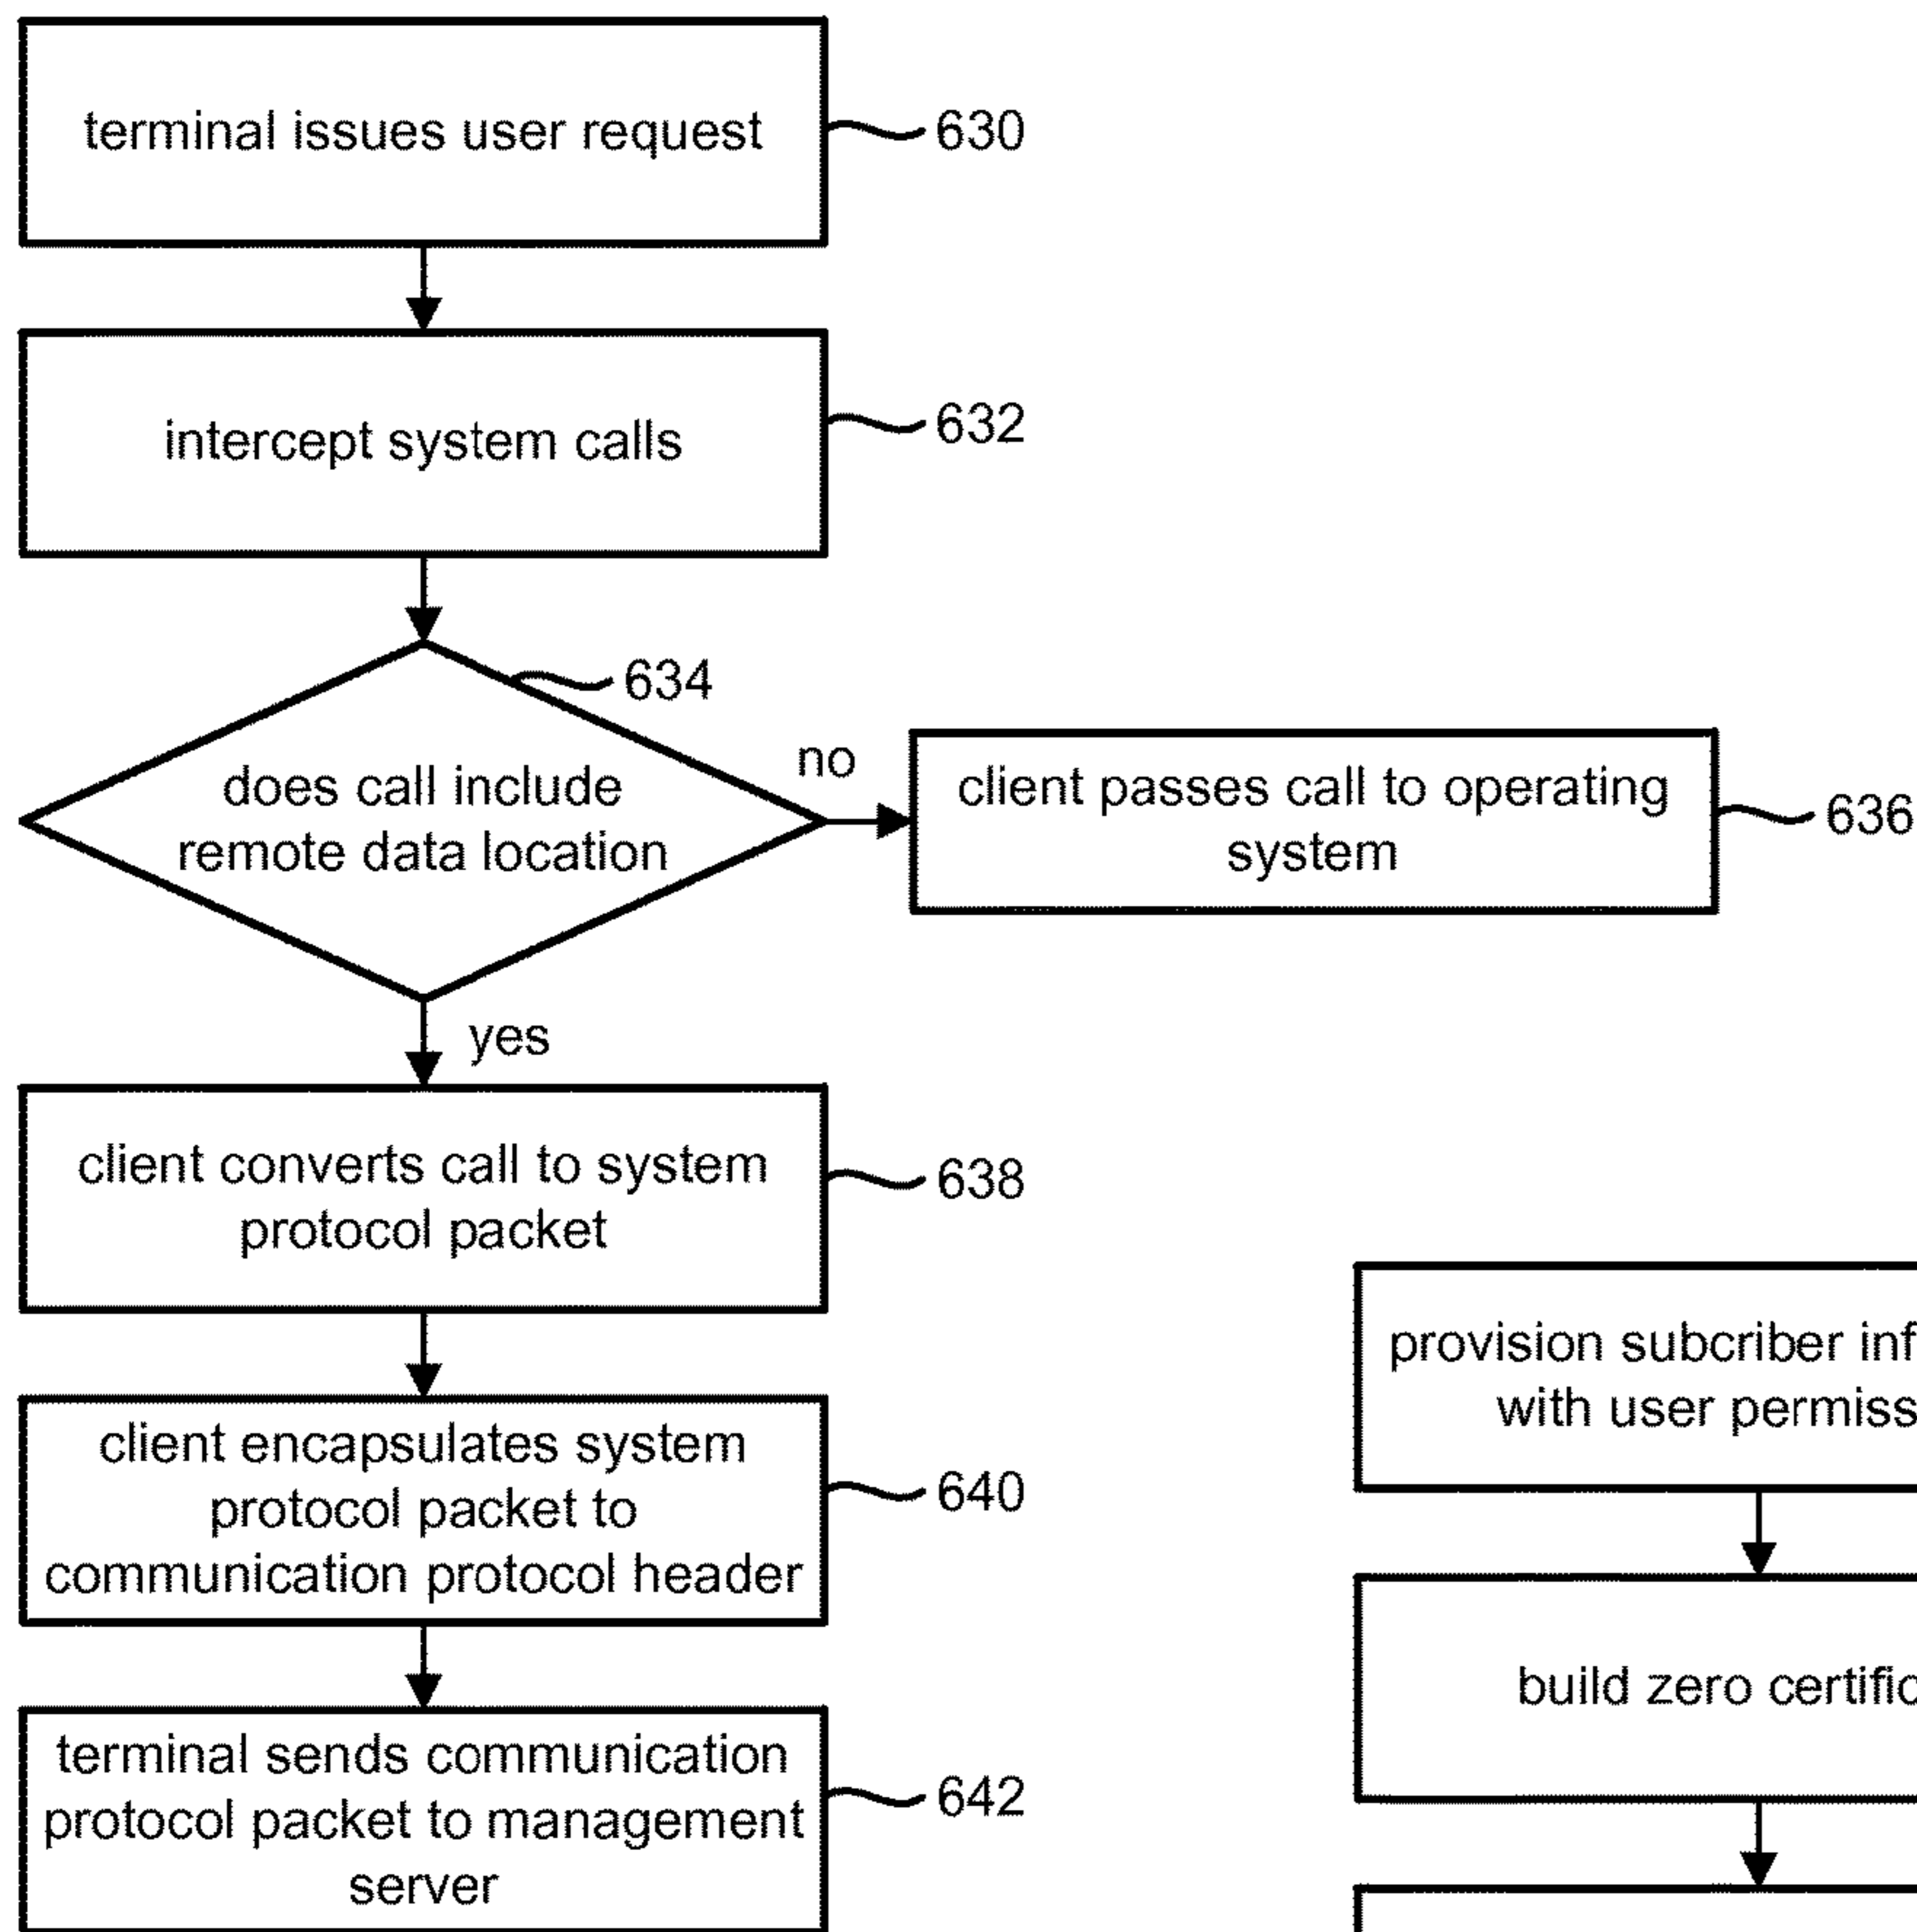 terminal issues user request
630
intercept system calls
632
634
does call include
remote data location
no
client passes call to operating
system
636
yes
client converts call to system
protocol packet
638
client encapsulates system
protocol packet to
communication protocol header
640
terminal sends communication
protocol packet to management
server
642
provision subcriber
with user
build zero